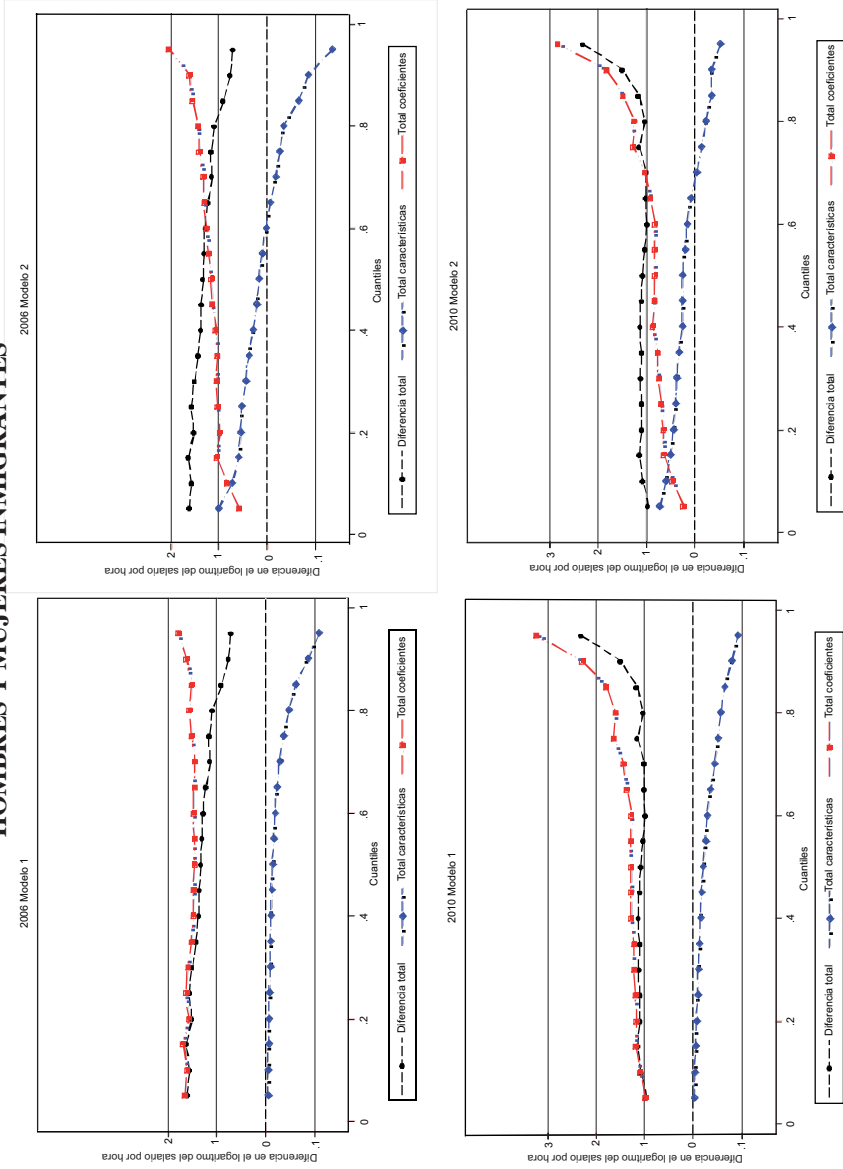 HOMBRES Y MUJERES INMIGRANTES
2006 Modelo 1
Diferencia en el logaritmo del salario por hora
2
1
0
.1
0 .2 .4 .6 .8 1
Cuantiles
Diferencia total Total características Total coeficientes
2006 Modelo 2
Diferencia en el logaritmo del salario por hora
2
1
0
.1
0 .2 .4 .6 .8 1
Cuantiles
Diferencia total Total características Total coeficientes
2010 Modelo 1
Diferencia en el logaritmo del salario por hora
3
2
1
0
.1
0 .2 .4 .6 .8 1
Cuantiles
Diferencia total Total características Total coeficientes
2010 Modelo 2
Diferencia en el logaritmo del salario por hora
3
2
1
0
.1
0 .2 .4 .6 .8 1
Cuantiles
Diferencia total Total características Total coeficientes